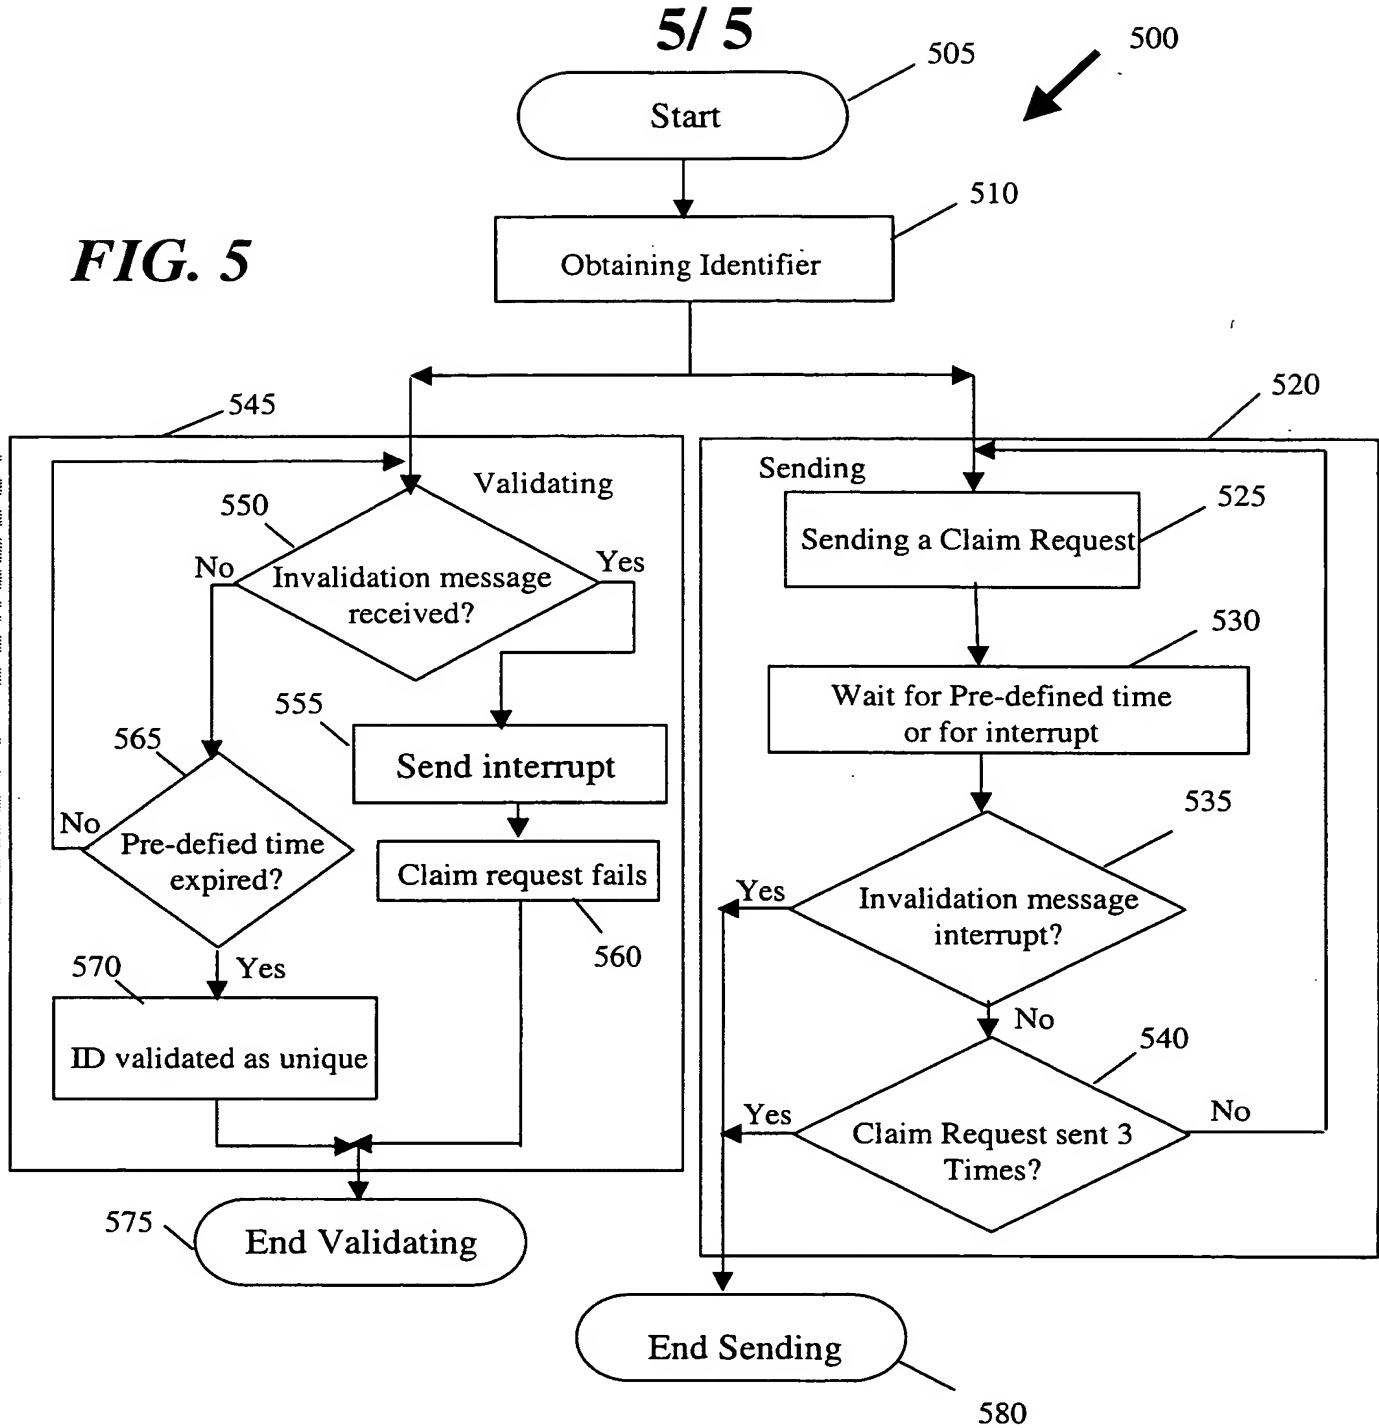 5/ 5
500
505
Start
510
Obtaining Identifier
FIG. 5
545
520
Validating
550
No
Yes
Invalidation message
received?
555
Send interrupt
565
No
Pre-defied time
expired?
Claim request fails
560
570
Yes
ID validated as unique
575
End Validating
Sending
525
Sending a Claim Request
530
Wait for Pre-defined time
or for interrupt
535
Yes
Invalidation message
interrupt?
No
540
Yes
No
Claim Request sent 3
Times?
End Sending
580